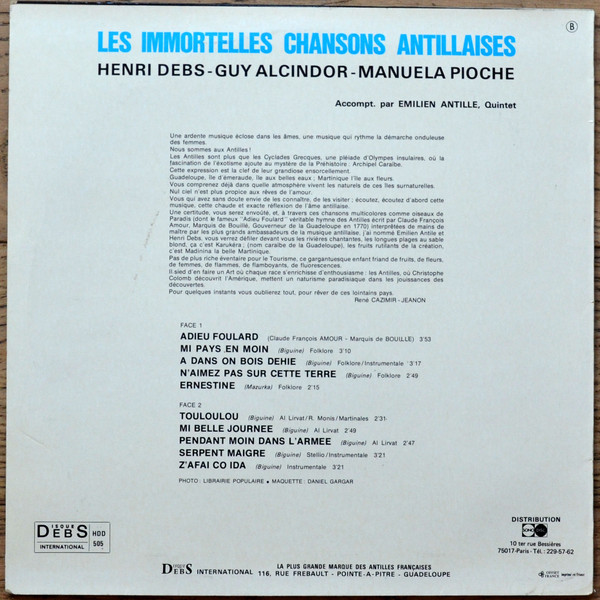 B
LES IMMORTELLES CHANSONS ANTILLAISES
HENRI DEBS - GUY ALCINDOR - MANUELA PIOCHE
Accompt. par EMILIEN ANTILLE, Quintet
Une ardente musique éclose dans les âmes, une musique qui rythme la démarche onduleuse
des femmes.
Nous sommes aux Antilles !
Les Antilles sont plus que les Cyclades Grecques, une pléiade d'Olympes insulaires, où la
fascination de l'éxotisme ajoute au mystère de la Préhistoire : Archipel Caraïbe.
Cette expression est la clef de leur grandiose ensorcellement.
Guadeloupe, île d'émeraude, île aux belles eaux ; Martinique l'île aux fleurs.
Vous comprenez déjà dans quelle atmosphère vivent les naturels de ces îles surnaturelles.
Nul ciel n'est plus propice aux rêves de l'amour.
Vous qui avez sans doute envie de les connaître, de les visiter ; écoutez, écoutez d'abord cette
musique, cette chaude et exacte réflexion de l'âme antillaise.
Une certitude, vous serez envoûté, et, à travers ces chansons multicolores comme oiseaux de
Paradis (dont le fameux "Adieu Foulard" véritable hymne des Antilles écrit par Claude François
Amour, Marquis de Bouillé, Gouverneur de la Guadeloupe en 1770) interprêtées de mains de
maître par les plus grands ambassadeurs de la musique antillaise, j'ai nommé Emilien Antile et
Henri Debs, vous verrez défiler devant vous les rivières chantantes, les longues plages au sable
blond, ça c'est Karukéra ; (nom caraïbe de la Guadeloupe), les fruits rutilants de la création,
c'est Madinina la belle Martinique.
Pas de plus riche éventaire pour le Tourisme, ce gargantuesque enfant friand de fruits, de fleurs,
de femmes, de flammes, de flamboyants, de fluorescences.
Il sied d'en faire un Art où chaque race s'enrichisse d'enthousiasme : les Antilles, où Christophe
Colomb découvrit l'Amérique, mettent un naturisme paradisiaque dans les jouissances des
découvertes.
Pour quelques instants vous oublierez tout, pour rêver de ces lointains pays.
René CAZIMIR - JEANON
FACE 1
ADIEU FOULARD (Claude François AMOUR - Marquis de BOUILLE) 3'53
MI PAYS EN MOIN (Biguine) Folklore 3'10
A DANS ON BOIS DEHIE (Biguine) Folklore/Instrumentale 3'17
N'AIMEZ PAS SUR CETTE TERRE (Biguine) Folklore 2'49
ERNESTINE (Mazurka) Folklore 2'15
FACE 2
TOULOULOU (Biguine) Al Lirvat/R. Monis/Martinales 2'31
MI BELLE JOURNEE (Biguine) Al Lirvat 2'49
PENDANT MOIN DANS L'ARMEE (Biguine) Al Lirvat 2'47
SERPENT MAIGRE (Biguine) Stellio/Instrumentale 3'21
Z'AFAI CO IDA (Biguine) Instrumentale 3'21
PHOTO : LIBRAIRIE POPULAIRE • MAQUETTE : DANIEL GARGAR
DISQUE DEBS INTERNATIONAL
HDD 505
DISTRIBUTION
SONO
10 ter rue Bessières
75017-Paris - Tél. : 229-57-62
DISQUE DEBS INTERNATIONAL
LA PLUS GRANDE MARQUE DES ANTILLES FRANÇAISES
116, RUE FREBAULT - POINTE-A-PITRE - GUADELOUPE